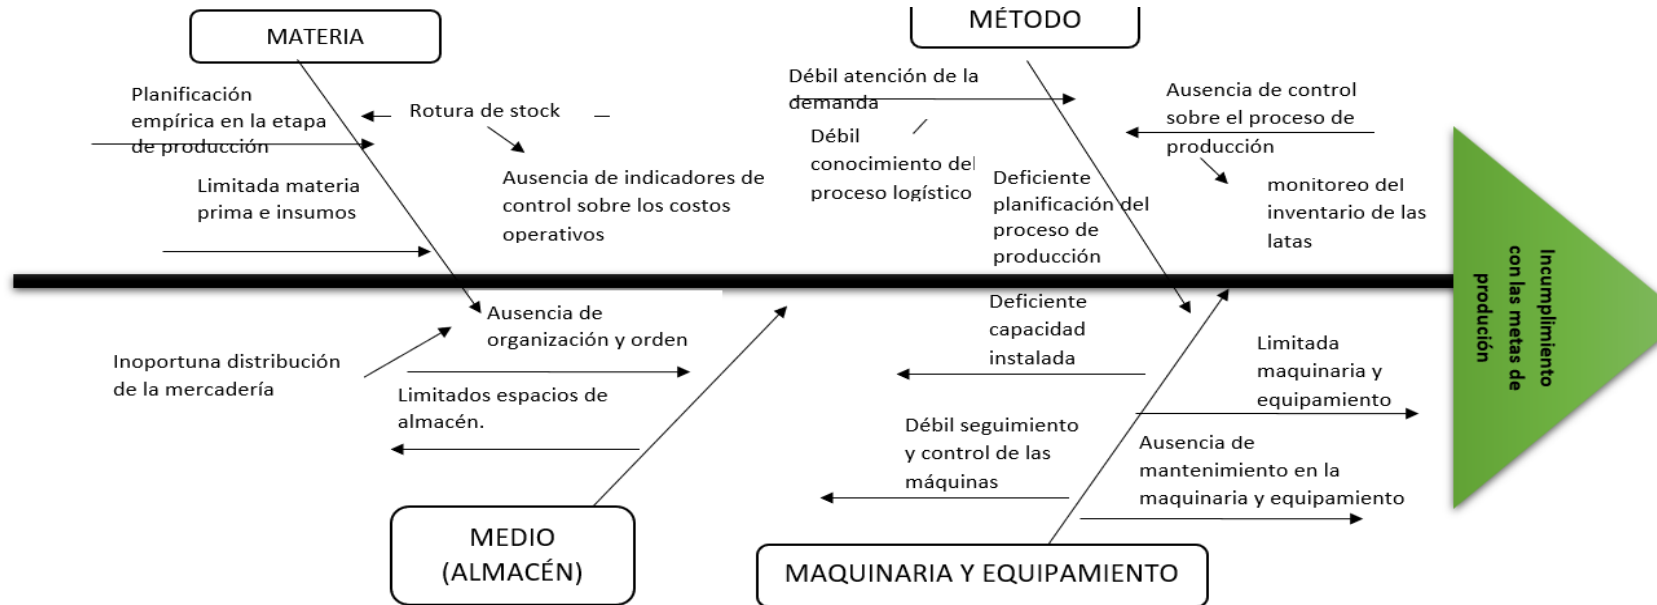 MATERIA
MÉTODO
Planificación
empírica en la etapa
de producción
Rotura de stock
Limitada materia
prima e insumos
Ausencia de indicadores de
control sobre los costos
operativos
Débil atención de la
demanda
Débil
conocimiento del
proceso logístico
Deficiente
planificación del
proceso de
producción
Ausencia de control
sobre el proceso de
producción
monitoreo del
inventario de las
latas
Incumplimiento
con las metas de
produción
Inoportuna distribución
de la mercadería
Ausencia de
organización y orden
Limitados espacios de
almacén.
Deficiente
capacidad
instalada
Limitada
maquinaria y
equipamiento
Débil seguimiento
y control de las
máquinas
Ausencia de
mantenimiento en la
maquinaria y equipamiento
MEDIO
(ALMACÉN)
MAQUINARIA Y EQUIPAMIENTO